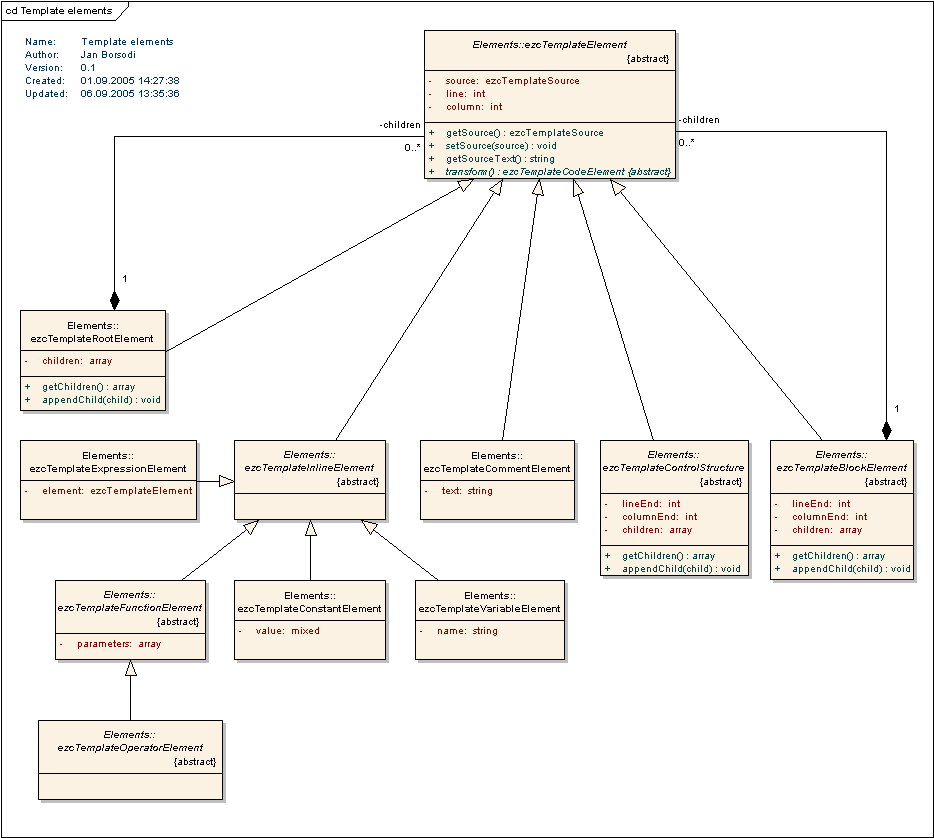 cd Template elements
Name: Template elements
Author: Jan Borsodi
Version: 0.1
Created: 01.09.2005 14:27:38
Updated: 06.09.2005 13:35:36
Elements::ezcTemplateElement
{abstract}
- source: ezcTemplateSource
- line: int
- column: int
+ getSource() : ezcTemplateSource
+ setSource(source) : void
+ getSourceText() : string
+ transform() : ezcTemplateCodeElement {abstract}
-children
0..*
-children
0..*
1
1
Elements::
ezcTemplateRootElement
- children: array
+ getChildren() : array
+ appendChild(child) : void
Elements::
ezcTemplateExpressionElement
- element: ezcTemplateElement
Elements::
ezcTemplateInlineElement
{abstract}
Elements::
ezcTemplateCommentElement
- text: string
Elements::
ezcTemplateControlStructure
{abstract}
- lineEnd: int
- columnEnd: int
- children: array
+ getChildren() : array
+ appendChild(child) : void
Elements::
ezcTemplateBlockElement
{abstract}
- lineEnd: int
- columnEnd: int
- children: array
+ getChildren() : array
+ appendChild(child) : void
Elements::
ezcTemplateFunctionElement
{abstract}
- parameters: array
Elements::
ezcTemplateConstantElement
- value: mixed
Elements::
ezcTemplateVariableElement
- name: string
Elements::
ezcTemplateOperatorElement
{abstract}